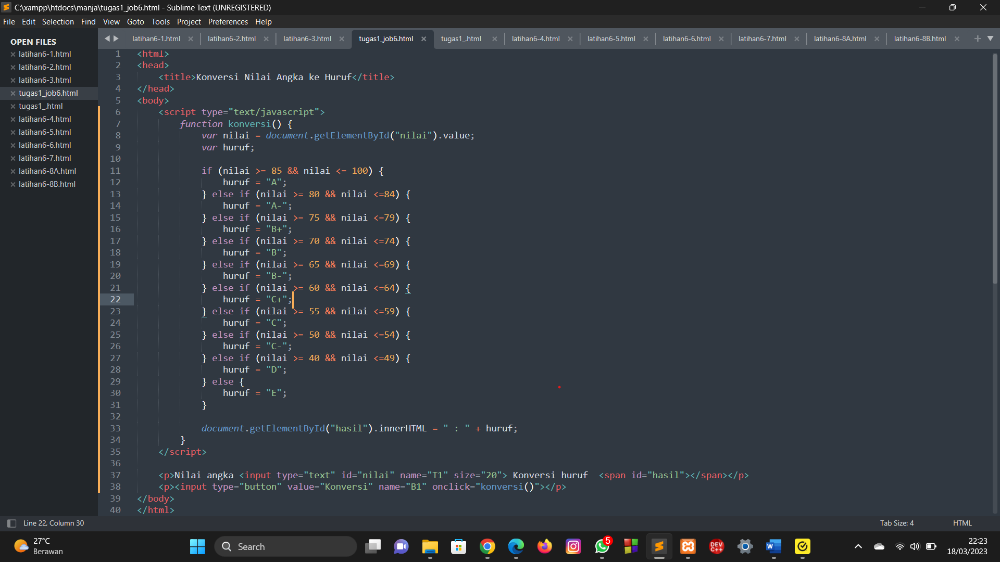 C:\xampp\htdocs\manja\tugas1_job6.html - Sublime Text (UNREGISTERED)
File Edit Selection Find View Goto Tools Project Preferences Help
OPEN FILES
latihan6-1.html
latihan6-2.html
latihan6-3.html
tugas1_job6.html
tugas1_.html
latihan6-4.html
latihan6-5.html
latihan6-6.html
latihan6-7.html
latihan6-8A.html
latihan6-8B.html
latihan6-1.html latihan6-2.html latihan6-3.html tugas1_job6.html tugas1_.html latihan6-4.html latihan6-5.html latihan6-6.html latihan6-7.html latihan6-8A.html latihan6-8B.html
1 <html>
2 <head>
3     <title>Konversi Nilai Angka ke Huruf</title>
4 </head>
5 <body>
6     <script type="text/javascript">
7         function konversi() {
8             var nilai = document.getElementById("nilai").value;
9             var huruf;
10
11             if (nilai >= 85 && nilai <= 100) {
12                 huruf = "A";
13             } else if (nilai >= 80 && nilai <=84) {
14                 huruf = "A-";
15             } else if (nilai >= 75 && nilai <=79) {
16                 huruf = "B+";
17             } else if (nilai >= 70 && nilai <=74) {
18                 huruf = "B";
19             } else if (nilai >= 65 && nilai <=69) {
20                 huruf = "B-";
21             } else if (nilai >= 60 && nilai <=64) {
22                 huruf = "C+";
23             } else if (nilai >= 55 && nilai <=59) {
24                 huruf = "C";
25             } else if (nilai >= 50 && nilai <=54) {
26                 huruf = "C-";
27             } else if (nilai >= 40 && nilai <=49) {
28                 huruf = "D";
29             } else {
30                 huruf = "E";
31             }
32
33             document.getElementById("hasil").innerHTML = " : " + huruf;
34         }
35     </script>
36
37     <p>Nilai angka <input type="text" id="nilai" name="T1" size="20"> Konversi huruf  <span id="hasil"></span></p>
38     <p><input type="button" value="Konversi" name="B1" onclick="konversi()"></p>
39 </body>
40 </html>
Line 22, Column 30 Tab Size: 4 HTML
27°C
Berawan
Search
5
W
DEV
C++
22:23
18/03/2023